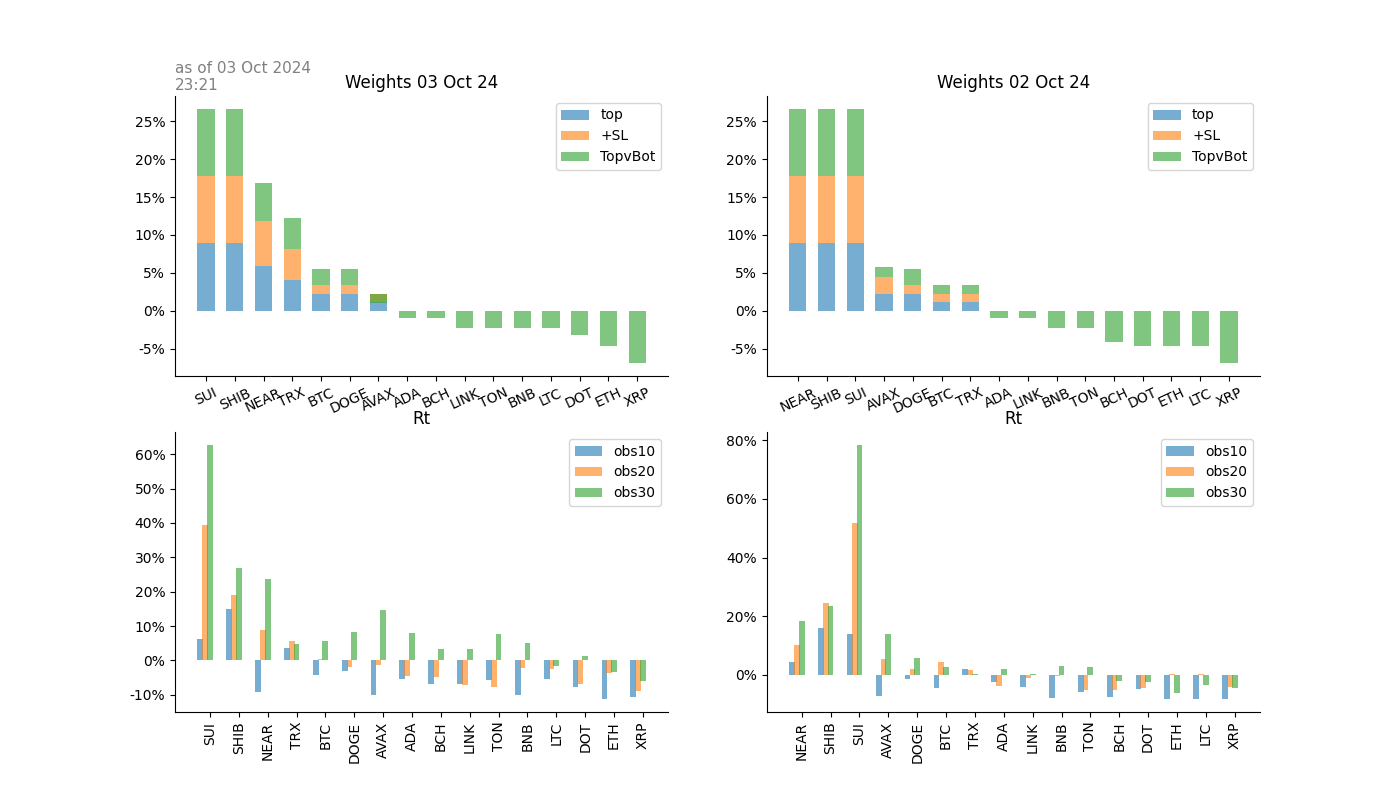 as of 03 Oct 2024
23:21
Weights 03 Oct 24
25%
20%
15%
10%
5%
0%
-5%
top
+SL
TopvBot
SUI SHIB NEAR TRX BTC DOGE AVAX ADA BCH LINK TON BNB LTC DOT ETH XRP
Weights 02 Oct 24
25%
20%
15%
10%
5%
0%
-5%
top
+SL
TopvBot
NEAR SHIB SUI AVAX DOGE BTC TRX ADA LINK BNB TON BCH DOT ETH LTC XRP
Rt
60%
50%
40%
30%
20%
10%
0%
-10%
obs10
obs20
obs30
SUI SHIB NEAR TRX BTC DOGE AVAX ADA BCH LINK TON BNB LTC DOT ETH XRP
Rt
80%
60%
40%
20%
0%
obs10
obs20
obs30
NEAR SHIB SUI AVAX DOGE BTC TRX ADA LINK BNB TON BCH DOT ETH LTC XRP